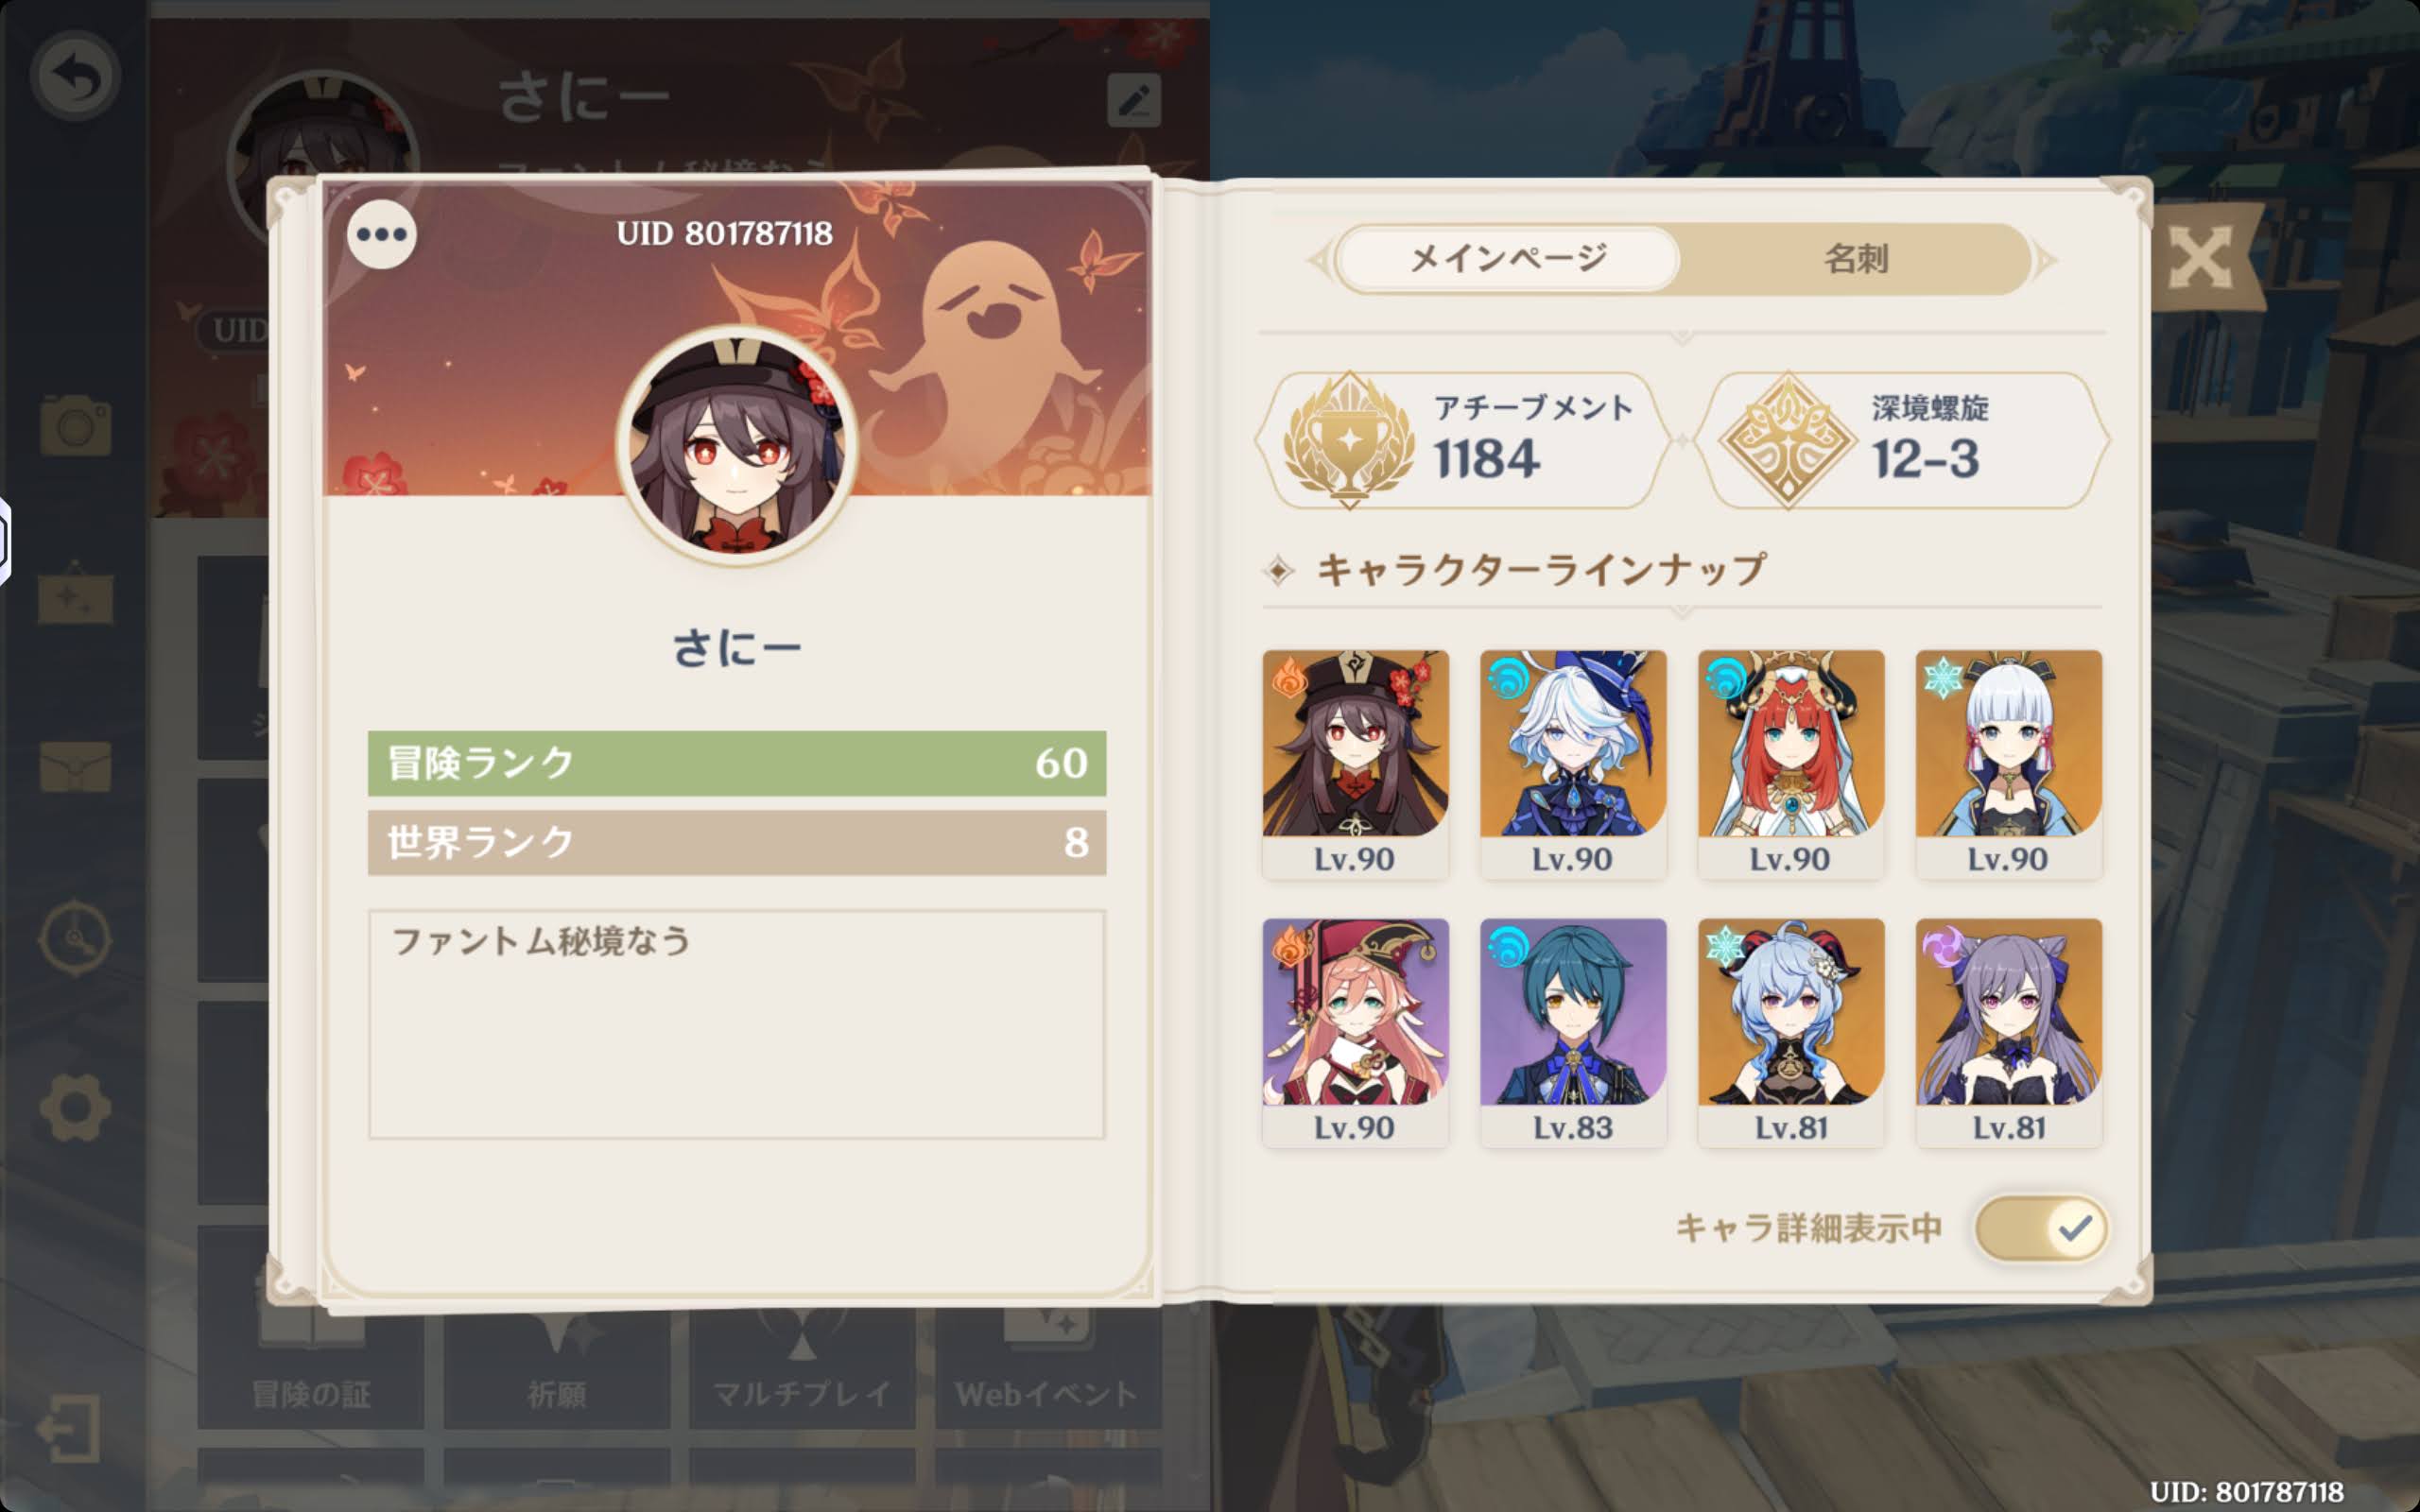 さにー
UID
UID 801787118
さにー
冒険ランク 60
世界ランク 8
ファントム秘境なう
メインページ
名刺
アチーブメント
1184
深境螺旋
12-3
キャラクターラインナップ
Lv.90
Lv.90
Lv.90
Lv.90
Lv.90
Lv.83
Lv.81
Lv.81
キャラ詳細表示中
冒険の証
祈願
マルチプレイ
Webイベント
UID: 801787118